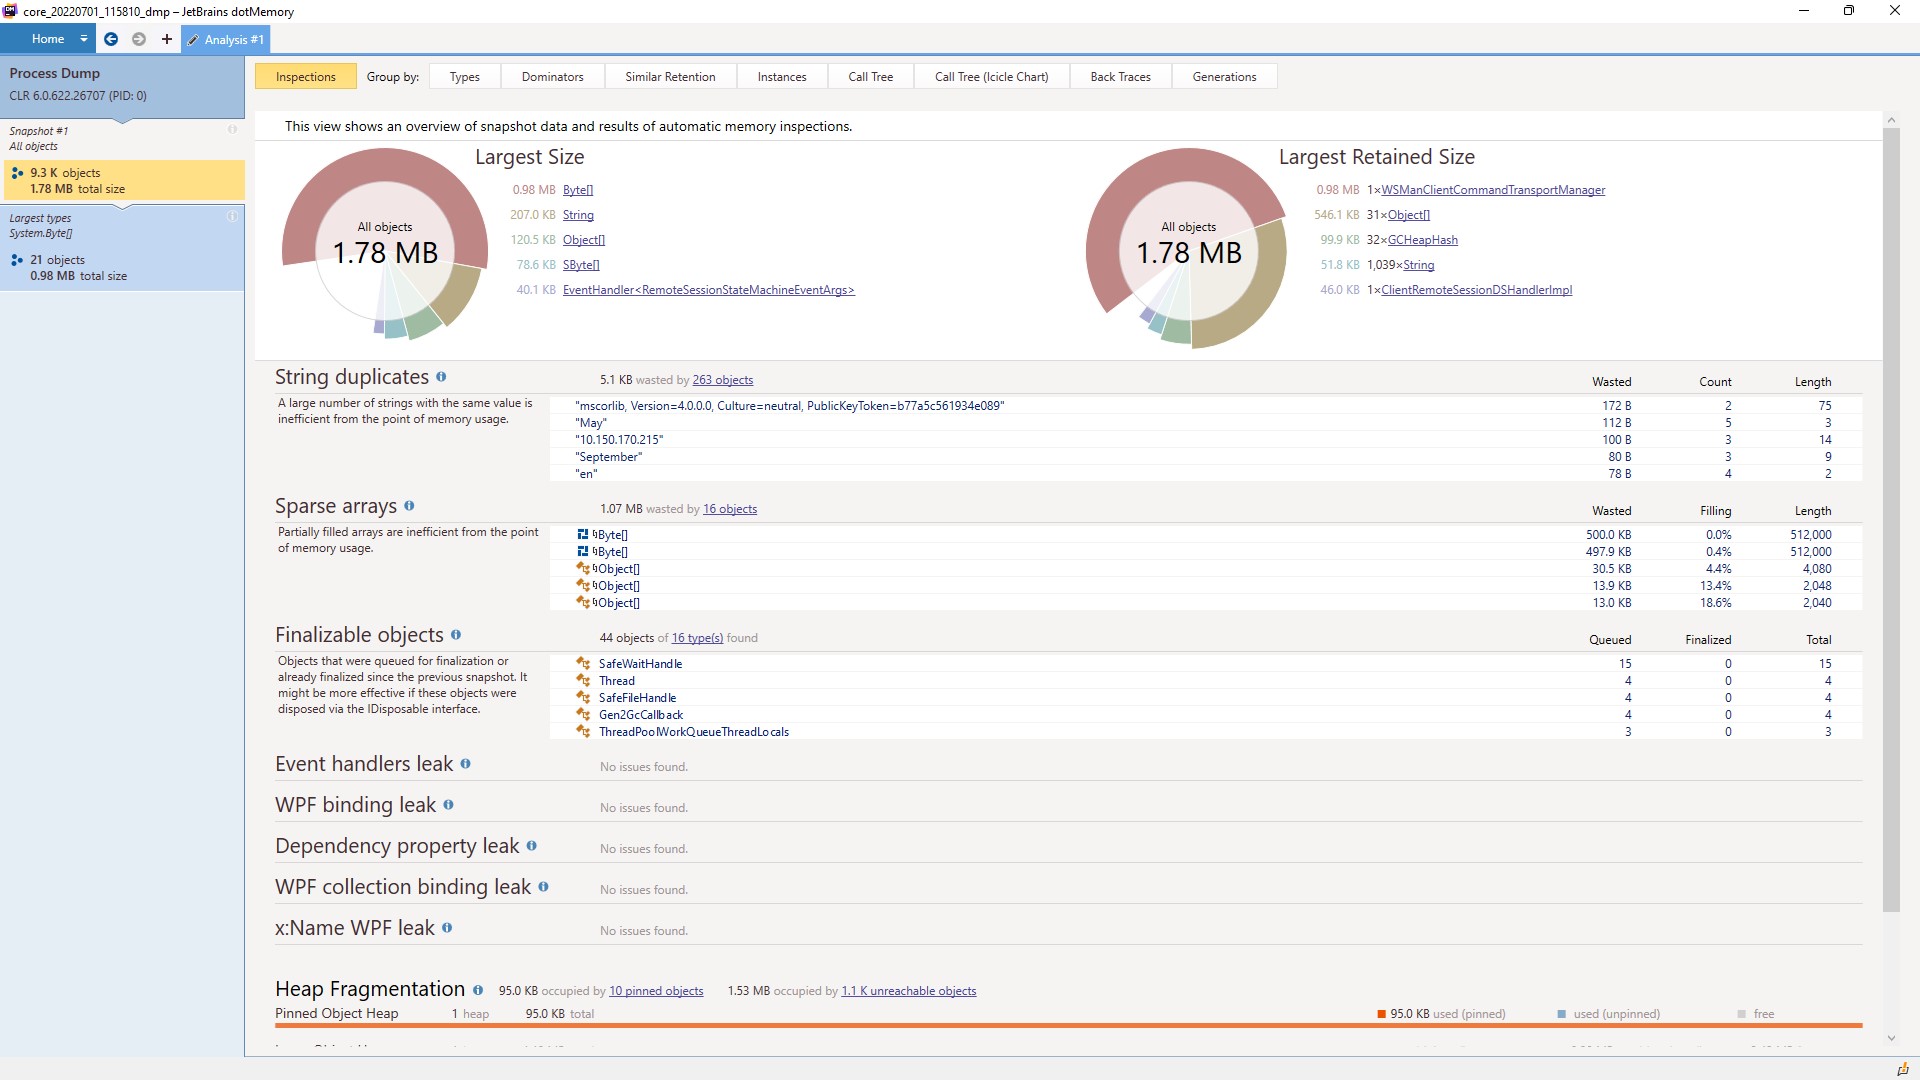 core_20220701_115810_dmp – JetBrains dotMemory
Home
Analysis #1
Process Dump
CLR 6.0.622.26707 (PID: 0)
Snapshot #1
All objects
9.3 K objects
1.78 MB total size
Largest types
System.Byte[]
21 objects
0.98 MB total size
Inspections Group by: Types Dominators Similar Retention Instances Call Tree Call Tree (Icicle Chart) Back Traces Generations
This view shows an overview of snapshot data and results of automatic memory inspections.
All objects
1.78 MB
Largest Size
0.98 MB Byte[]
207.0 KB String
120.5 KB Object[]
78.6 KB SByte[]
40.1 KB EventHandler<RemoteSessionStateMachineEventArgs>
All objects
1.78 MB
Largest Retained Size
0.98 MB 1×WSManClientCommandTransportManager
546.1 KB 31×Object[]
99.9 KB 32×GCHeapHash
51.8 KB 1,039×String
46.0 KB 1×ClientRemoteSessionDSHandlerImpl
String duplicates 5.1 KB wasted by 263 objects Wasted Count Length
A large number of strings with the same value is
inefficient from the point of memory usage.
"mscorlib, Version=4.0.0.0, Culture=neutral, PublicKeyToken=b77a5c561934e089" 172 B 2 75
"May" 112 B 5 3
"10.150.170.215" 100 B 3 14
"September" 80 B 3 9
"en" 78 B 4 2
Sparse arrays 1.07 MB wasted by 16 objects Wasted Filling Length
Partially filled arrays are inefficient from the point
of memory usage.
Byte[] 500.0 KB 0.0% 512,000
Byte[] 497.9 KB 0.4% 512,000
Object[] 30.5 KB 4.4% 4,080
Object[] 13.9 KB 13.4% 2,048
Object[] 13.0 KB 18.6% 2,040
Finalizable objects 44 objects of 16 type(s) found Queued Finalized Total
Objects that were queued for finalization or
already finalized since the previous snapshot. It
might be more effective if these objects were
disposed via the IDisposable interface.
SafeWaitHandle 15 0 15
Thread 4 0 4
SafeFileHandle 4 0 4
Gen2GcCallback 4 0 4
ThreadPoolWorkQueueThreadLocals 3 0 3
Event handlers leak No issues found.
WPF binding leak No issues found.
Dependency property leak No issues found.
WPF collection binding leak No issues found.
x:Name WPF leak No issues found.
Heap Fragmentation 95.0 KB occupied by 10 pinned objects 1.53 MB occupied by 1.1 K unreachable objects
Pinned Object Heap 1 heap 95.0 KB total 95.0 KB used (pinned) used (unpinned) free